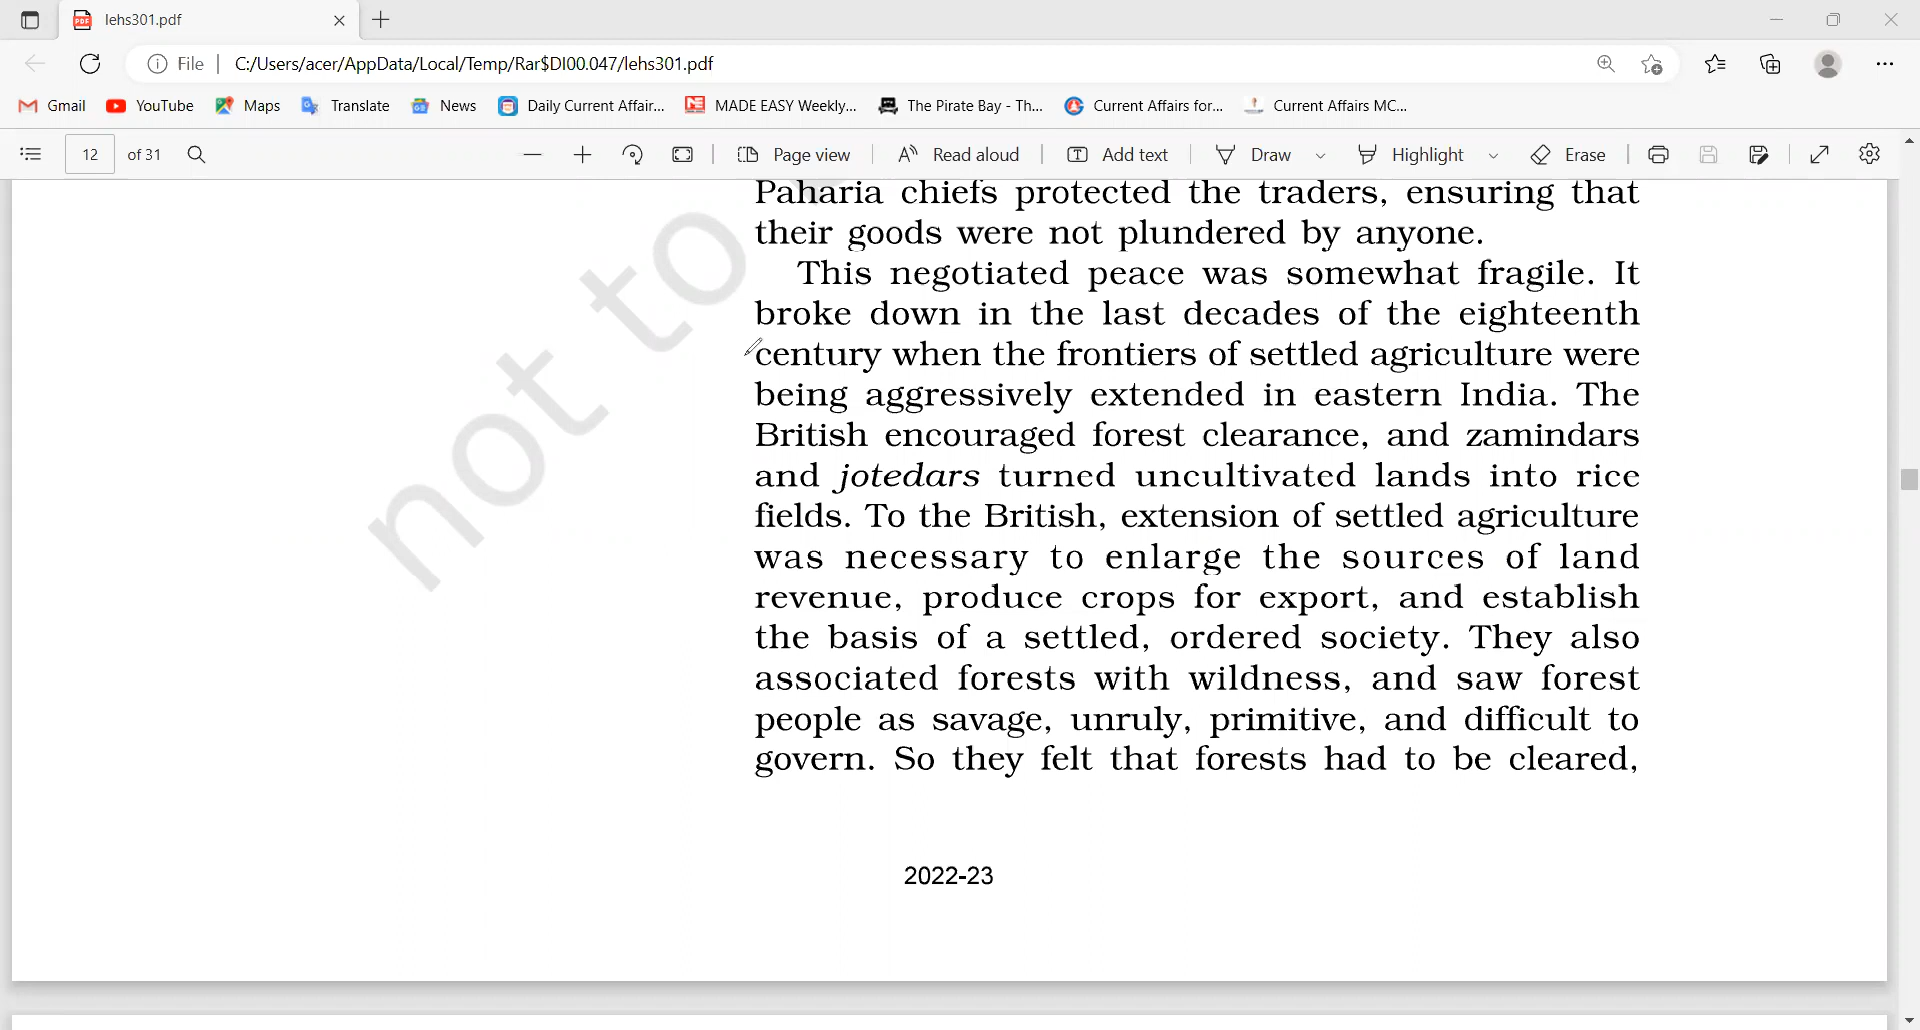 lehs301.pdf
File
C:/Users/acer/AppData/Local/Temp/Rar$DI00.047/lehs301.pdf
Gmail YouTube Maps Translate News Daily Current Affair... MADE EASY Weekly... The Pirate Bay - Th... Current Affairs for... Current Affairs MC...
12 of 31 Page view Read aloud Add text Draw Highlight Erase
Paharia chiefs protected the traders, ensuring that
their goods were not plundered by anyone.
This negotiated peace was somewhat fragile. It
broke down in the last decades of the eighteenth
century when the frontiers of settled agriculture were
being aggressively extended in eastern India. The
British encouraged forest clearance, and zamindars
and jotedars turned uncultivated lands into rice
fields. To the British, extension of settled agriculture
was necessary to enlarge the sources of land
revenue, produce crops for export, and establish
the basis of a settled, ordered society. They also
associated forests with wildness, and saw forest
people as savage, unruly, primitive, and difficult to
govern. So they felt that forests had to be cleared,
not to
2022-23